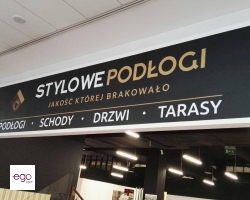 STYLOWE PODŁOGI
JAKOŚĆ KTÓREJ BRAKOWAŁO
PODŁOGI · SCHODY · DRZWI · TARASY
ego